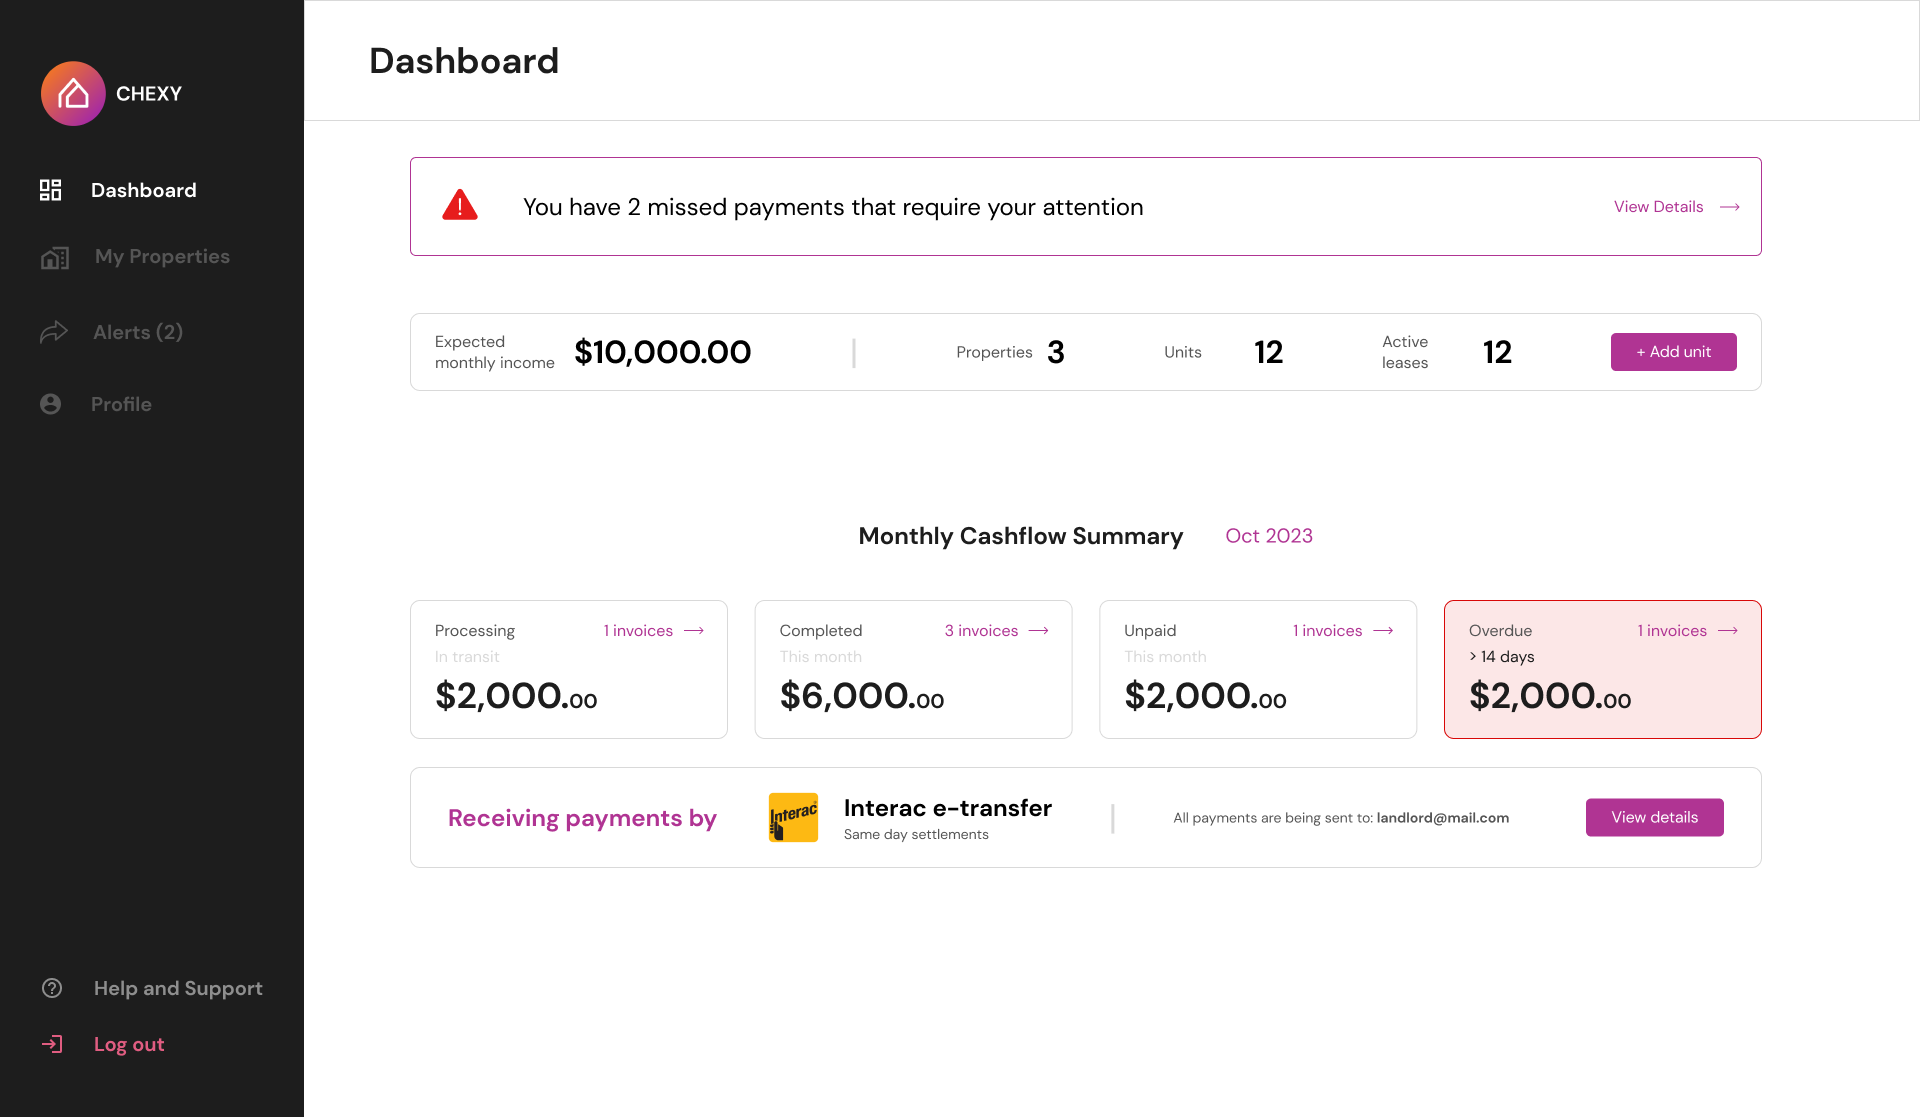 CHEXY
Dashboard
My Properties
Alerts (2)
Profile
Help and Support
Log out
Dashboard
You have 2 missed payments that require your attention
View Details
Expected
monthly income
$10,000.00
Properties 3
Units 12
Active
leases
12
+ Add unit
Monthly Cashflow Summary Oct 2023
Processing 1 invoices
In transit
$2,000.00
Completed 3 invoices
This month
$6,000.00
Unpaid 1 invoices
This month
$2,000.00
Overdue 1 invoices
> 14 days
$2,000.00
Receiving payments by
Interac
Interac e-transfer
Same day settlements
All payments are being sent to: landlord@mail.com
View details